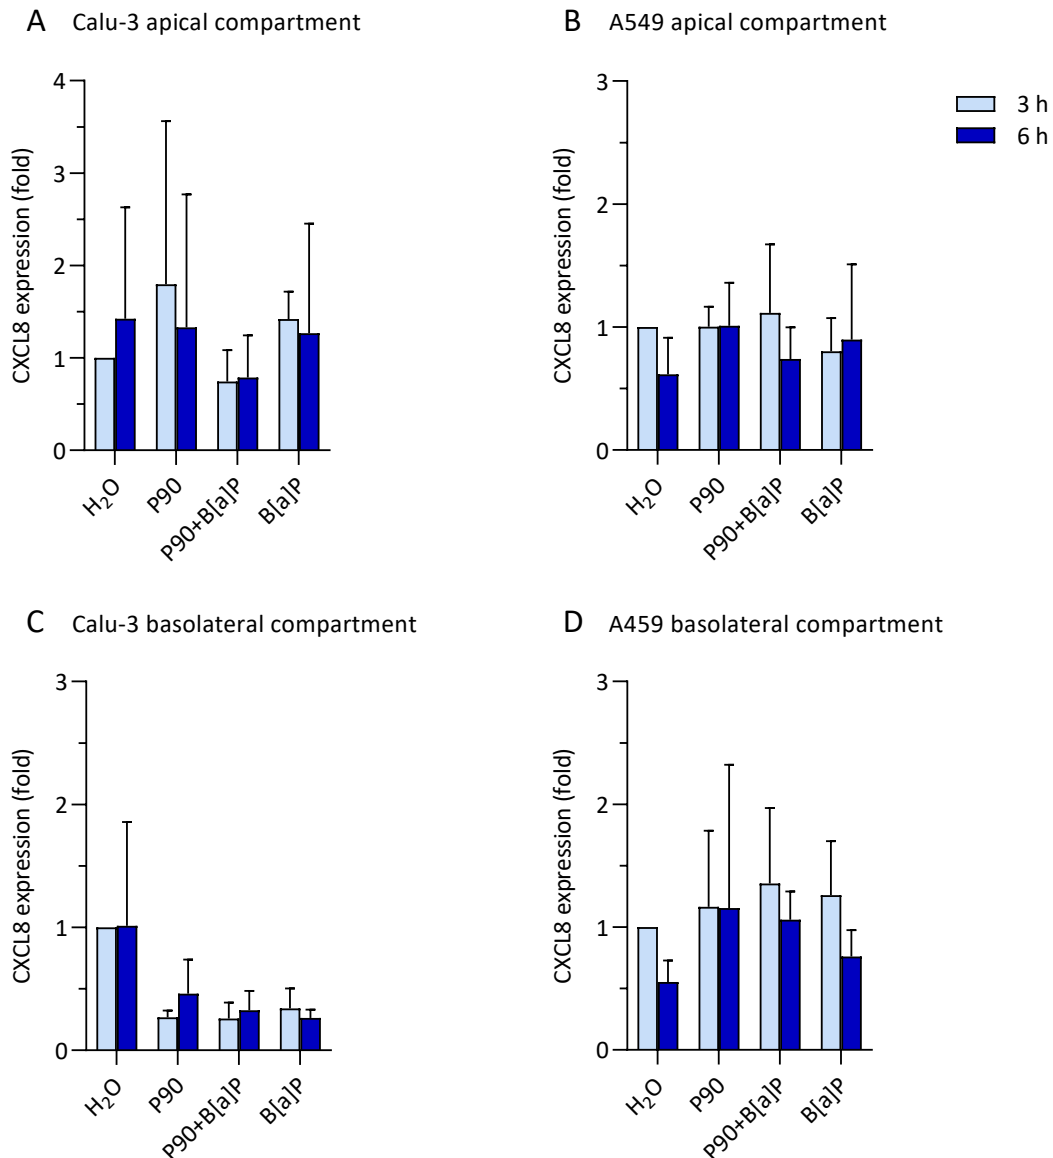 A Calu-3 apical compartment
B A549 apical compartment
3 h
6 h
CXCL8 expression (fold)
4
3
2
1
0
H₂O
P90
P90+B[a]P
B[a]P
CXCL8 expression (fold)
3
2
1
0
H₂O
P90
P90+B[a]P
B[a]P
C Calu-3 basolateral compartment
D A459 basolateral compartment
CXCL8 expression (fold)
3
2
1
0
H₂O
P90
P90+B[a]P
B[a]P
CXCL8 expression (fold)
3
2
1
0
H₂O
P90
P90+B[a]P
B[a]P